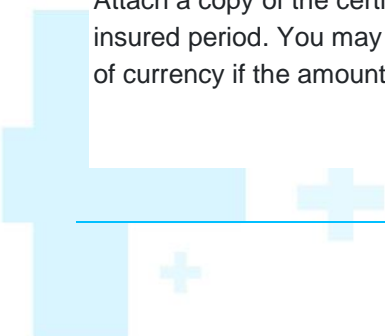 Attach a copy of the certi
insured period. You may
of currency if the amount